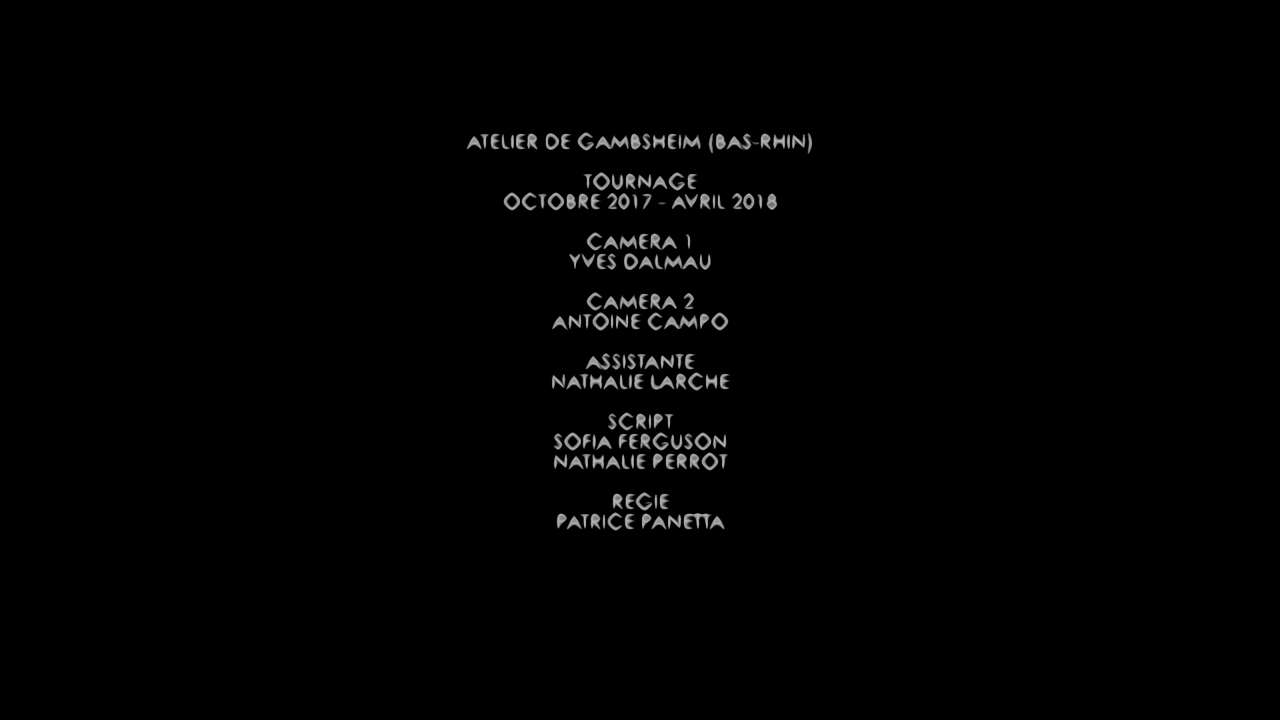 ATELIER DE GAMBSHEIM (BAS-RHIN)
TOURNAGE
OCTOBRE 2017 - AVRIL 2018
CAMERA 1
YVES DALMAU
CAMERA 2
ANTOINE CAMPO
ASSISTANTE
NATHALIE LARCHE
SCRIPT
SOFIA FERGUSON
NATHALIE PERROT
REGIE
PATRICE PANETTA